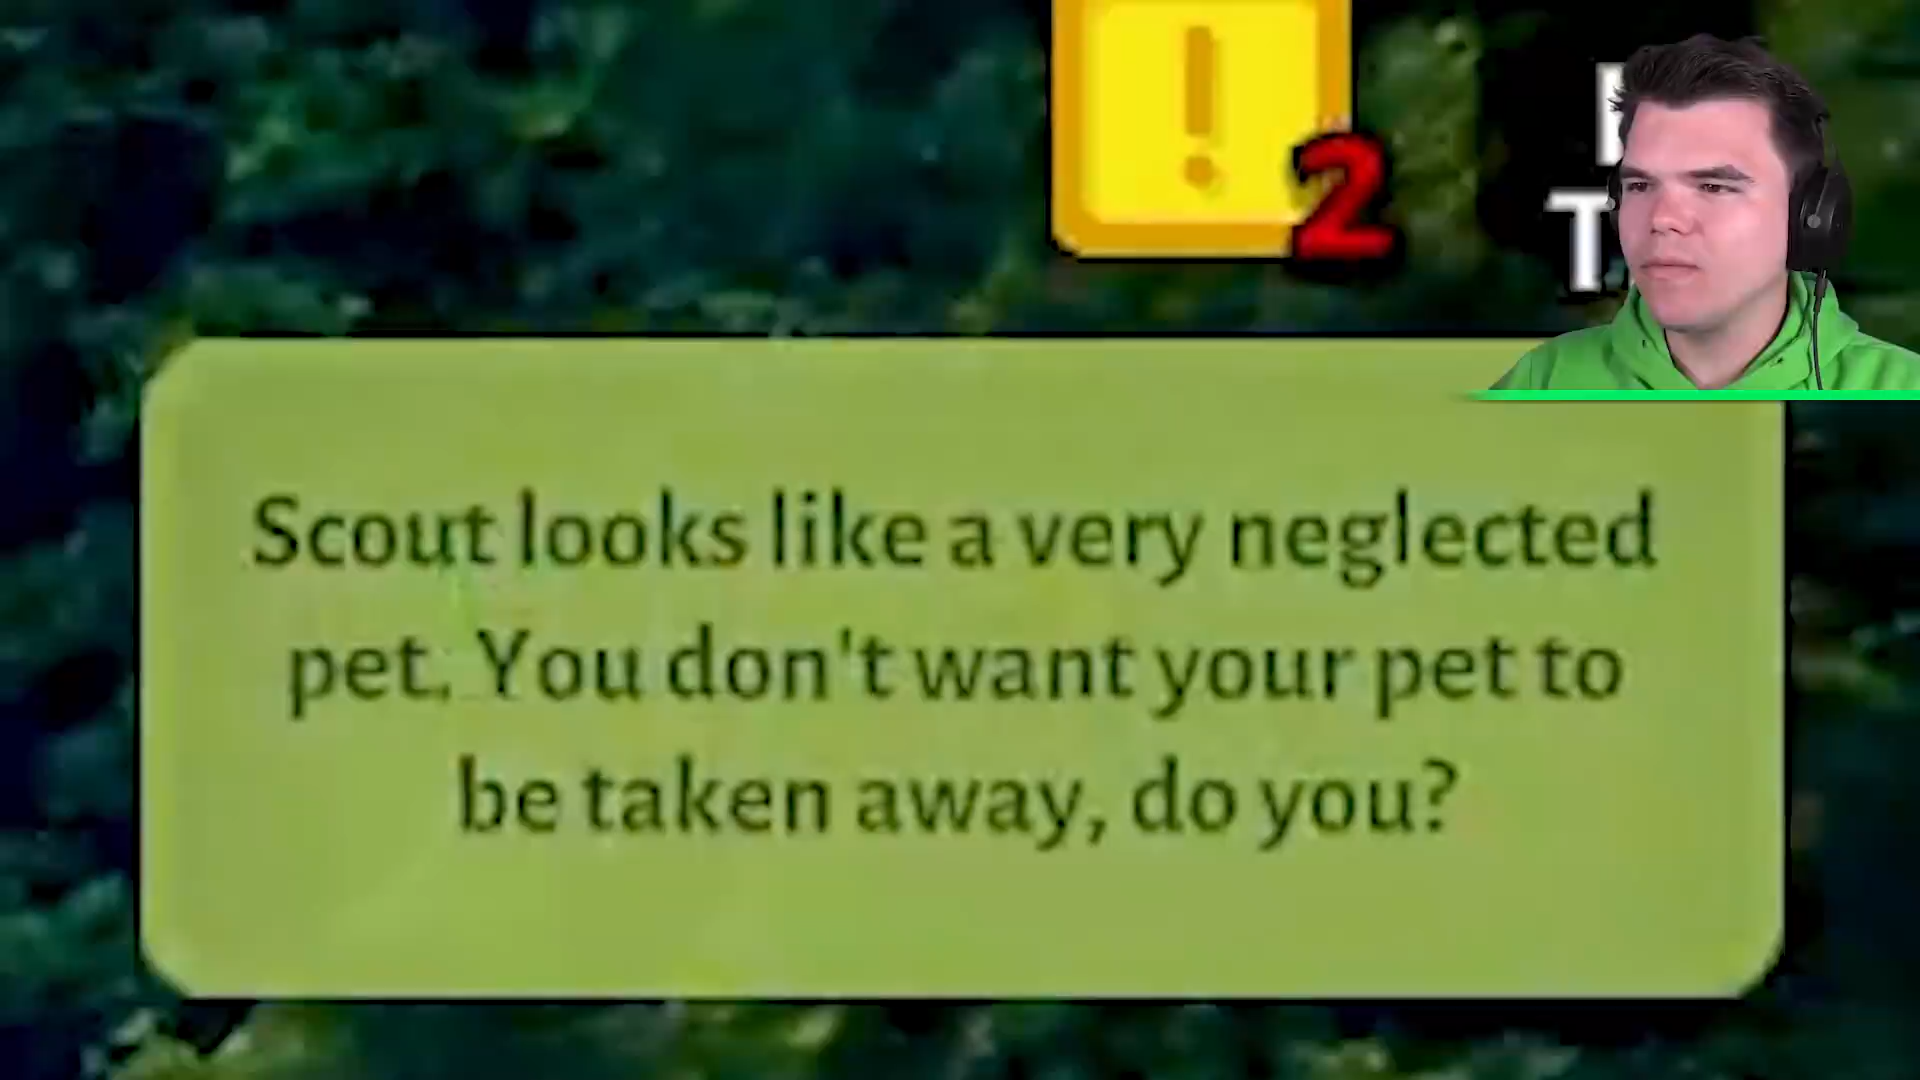 !
2
T
Scout looks like a very neglected
pet. You don't want your pet to
be taken away, do you?